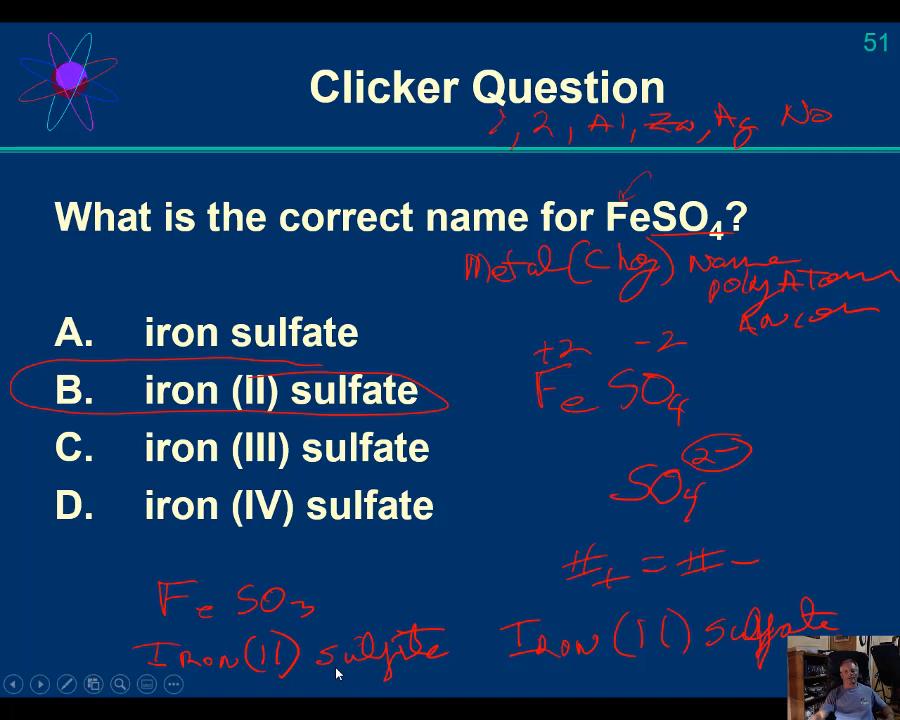 51
Clicker Question
1, 2, Al, Zn, Ag No
What is the correct name for FeSO4?
Metal (Chg) Name
polyAtom
Anion
A. iron sulfate
B. iron (II) sulfate
C. iron (III) sulfate
D. iron (IV) sulfate
+2 -2
Fe SO4
SO4 2-
#+ = #-
Fe SO3
Iron (II) sulfite
Iron (II) sulfate